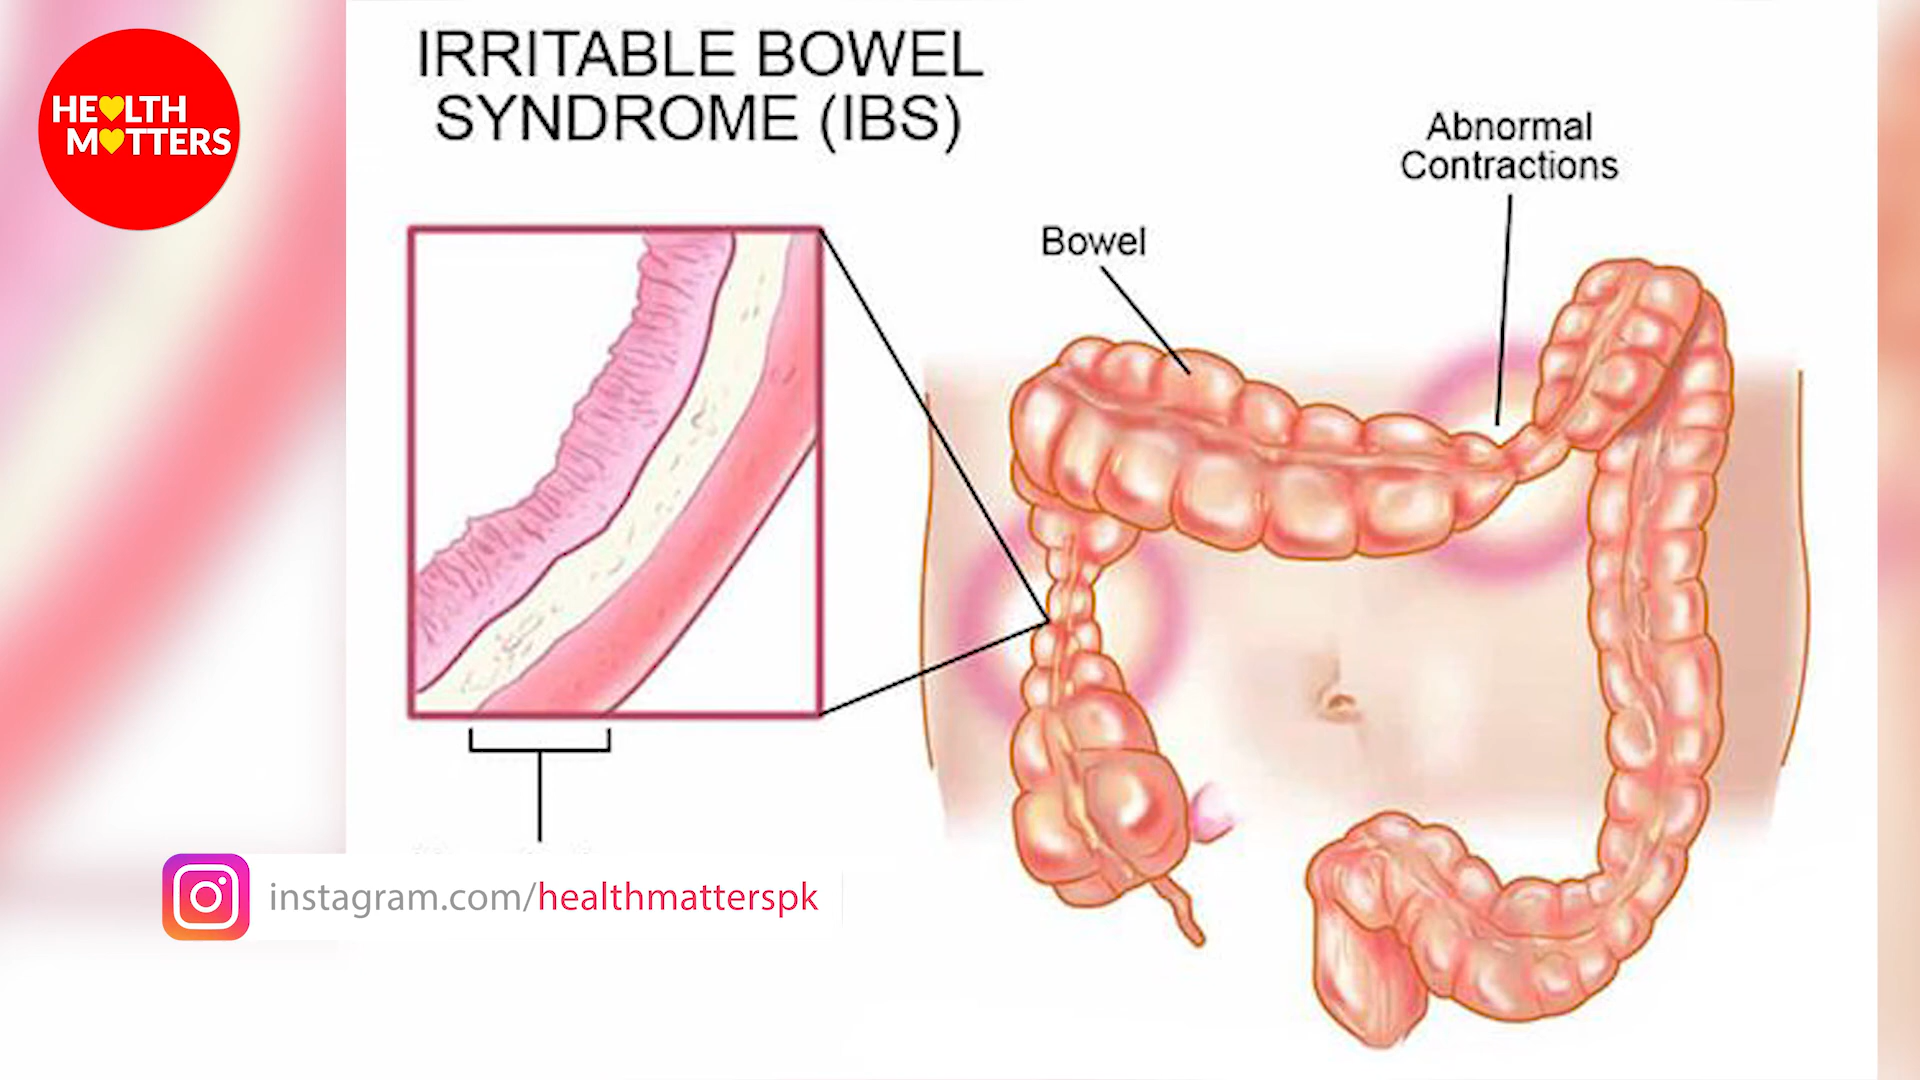 HEALTH
MATTERS
IRRITABLE BOWEL
SYNDROME (IBS)
Abnormal
Contractions
Bowel
instagram.com/healthmatterspk